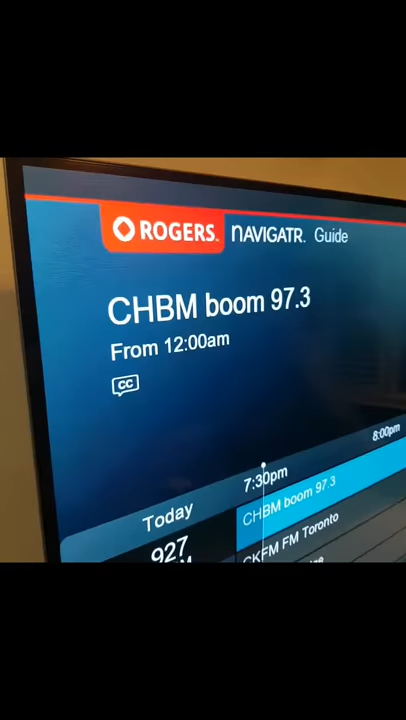 ROGERS. NAVIGATR. Guide
CHBM boom 97.3
From 12:00am
CC
7:30pm
8:00pm
Today
CHBM boom 97.3
927
CKFM FM Toronto